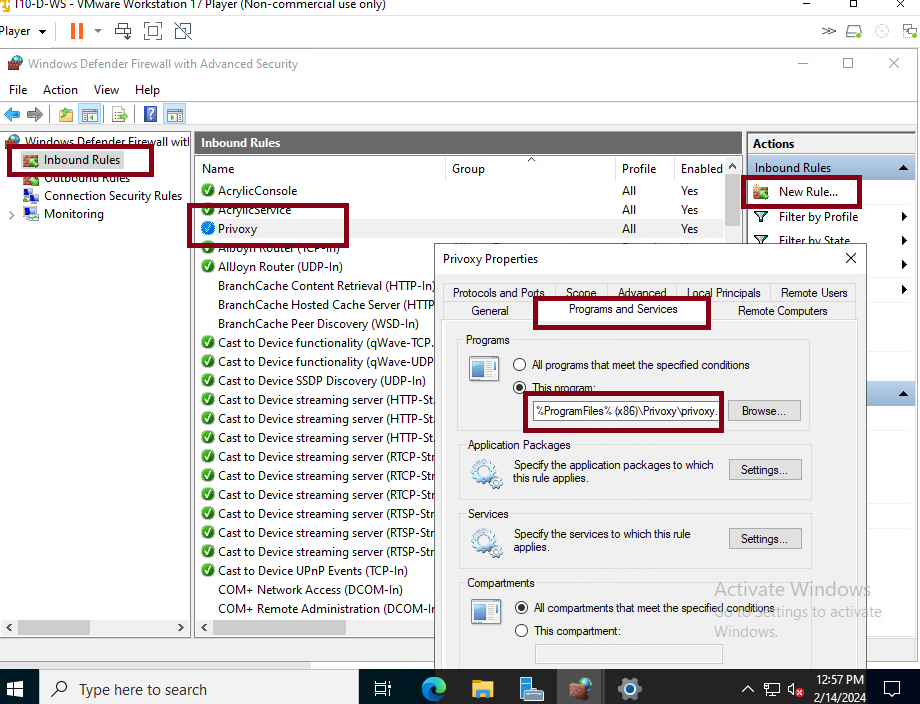 T10-D-WS - VMware Workstation 17 Player (Non-commercial use only)
Player
Windows Defender Firewall with Advanced Security
File Action View Help
Windows Defender Firewall with
Inbound Rules
Outbound Rules
Connection Security Rules
Monitoring
Inbound Rules
Name Group Profile Enabled
AcrylicConsole All Yes
AcrylicService All Yes
Privoxy All Yes
AllJoyn Router (TCP-In)
AllJoyn Router (UDP-In)
BranchCache Content Retrieval (HTTP-In)
BranchCache Hosted Cache Server (HTT
BranchCache Peer Discovery (WSD-In)
Cast to Device functionality (qWave-TCP.
Cast to Device functionality (qWave-UDP
Cast to Device SSDP Discovery (UDP-In)
Cast to Device streaming server (HTTP-St
Cast to Device streaming server (HTTP-St
Cast to Device streaming server (HTTP-St
Cast to Device streaming server (RTCP-Str
Cast to Device streaming server (RTCP-Str
Cast to Device streaming server (RTCP-Str
Cast to Device streaming server (RTSP-Str
Cast to Device streaming server (RTSP-Str
Cast to Device streaming server (RTSP-Str
Cast to Device UPnP Events (TCP-In)
COM+ Network Access (DCOM-In)
COM+ Remote Administration (DCOM-In
Actions
Inbound Rules
New Rule...
Filter by Profile
Filter by State
Privoxy Properties
Protocols and Ports Scope Advanced Local Principals Remote Users
General Programs and Services Remote Computers
Programs
All programs that meet the specified conditions
This program:
%ProgramFiles% (x86)\Privoxy\privoxy. Browse...
Application Packages
Specify the application packages to which
this rule applies.
Settings...
Services
Specify the services to which this rule
applies.
Settings...
Compartments
All compartments that meet the specified conditions
This compartment:
Activate Windows
Go to Settings to activate
Windows.
Type here to search
12:57 PM
2/14/2024